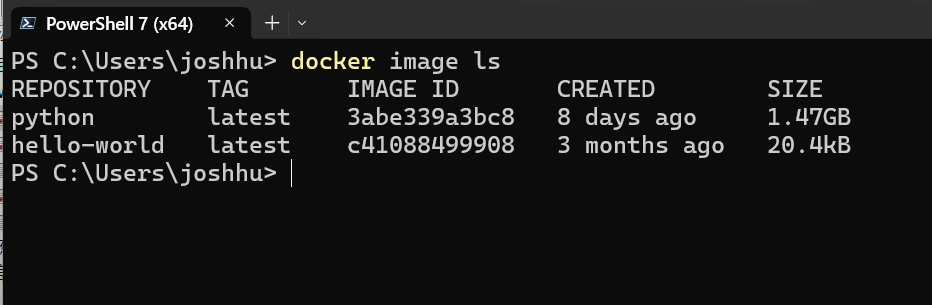 PowerShell 7 (x64)
PS C:\Users\joshhu> docker image ls
REPOSITORY    TAG       IMAGE ID       CREATED        SIZE
python        latest    3abe339a3bc8   8 days ago     1.47GB
hello-world   latest    c41088499908   3 months ago   20.4kB
PS C:\Users\joshhu>